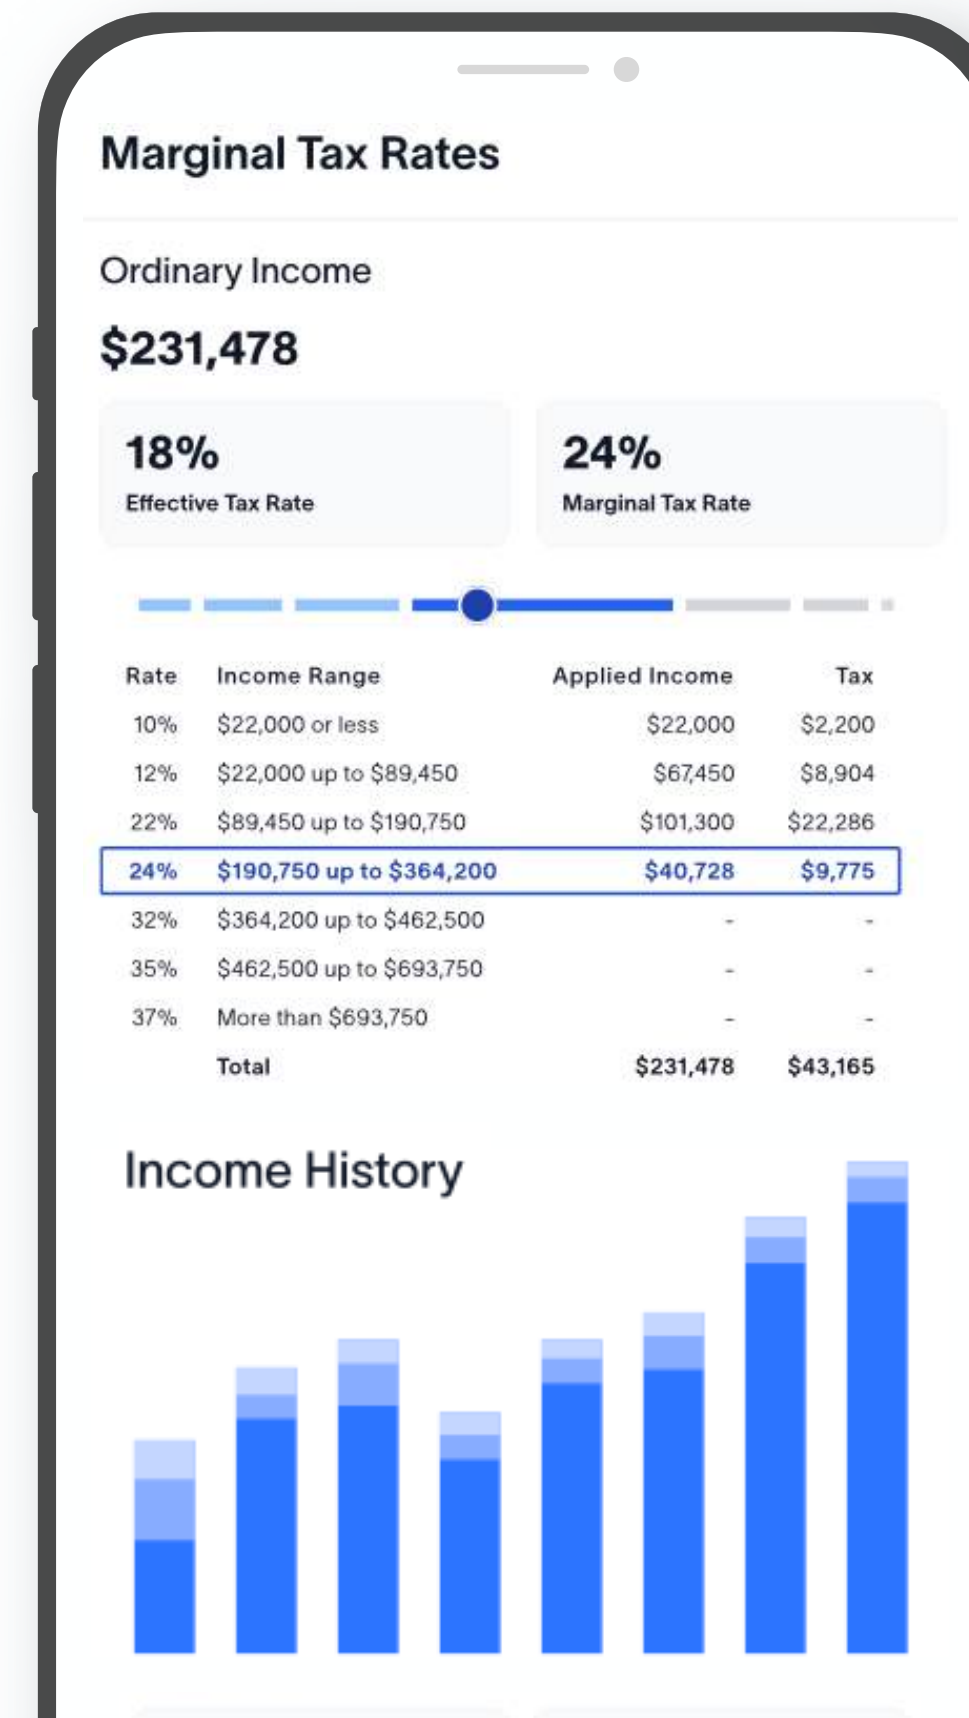 Marginal Tax Rates
Ordinary Income
$231,478
18% 24%
Effective Tax Rate Marginal Tax Rate
Rate Income Range Applied Income Tax
10% $22,000 or less $22,000 $2,200
12% $22,000 up to $89,450 $67,450 $8,904
22% $89,450 up to $190,750 $101,300 $22,286
24% $190,750 up to $364,200 $40,728 $9,775
32% $364,200 up to $462,500 - -
35% $462,500 up to $693,750 - -
37% More than $693,750 - -
Total $231,478 $43,165
Income History